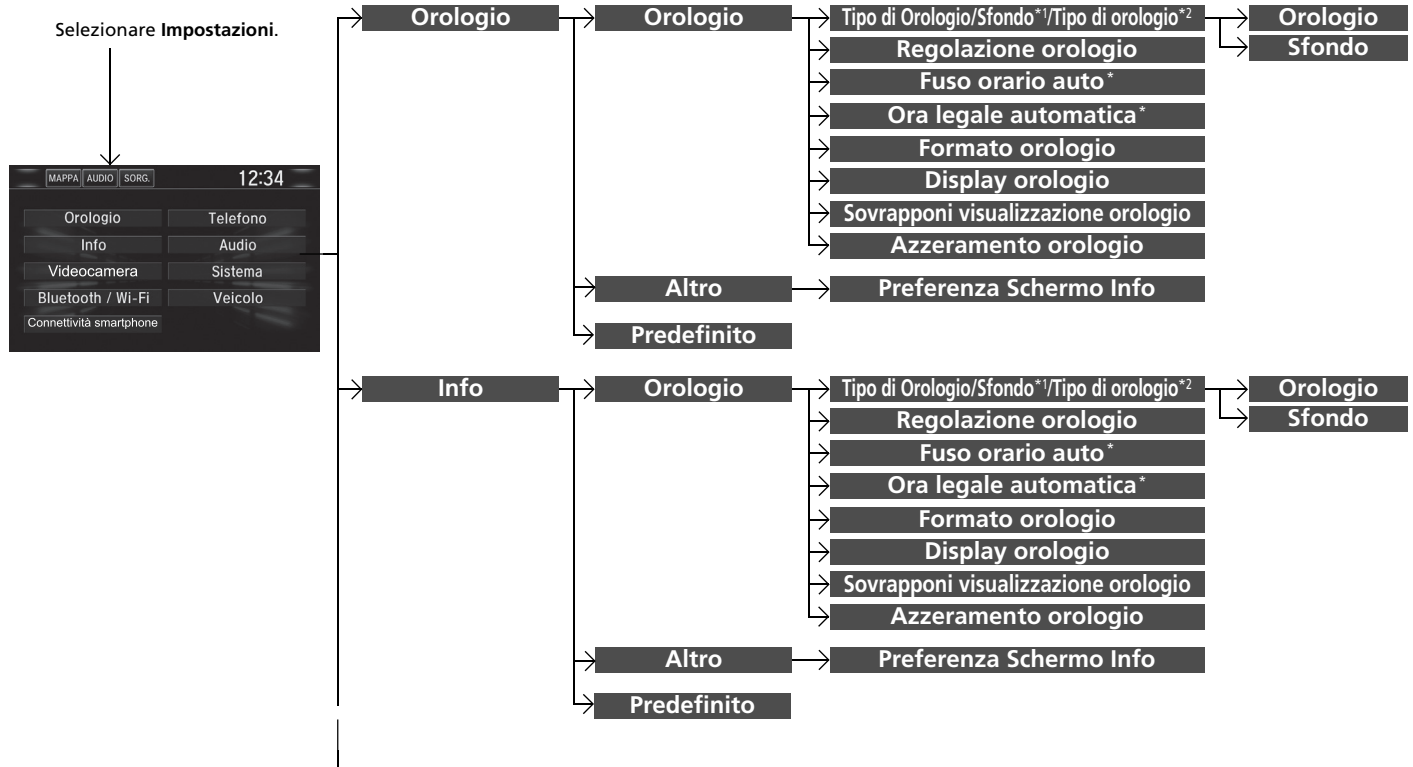 Selezionare Impostazioni.
MAPPA AUDIO SORG. 12:34
Orologio Telefono
Info Audio
Videocamera Sistema
Bluetooth / Wi-Fi Veicolo
Connettività smartphone
Orologio
Orologio
Tipo di Orologio/Sfondo*1/Tipo di orologio*2
Orologio
Sfondo
Regolazione orologio
Fuso orario auto*
Ora legale automatica*
Formato orologio
Display orologio
Sovrapponi visualizzazione orologio
Azzeramento orologio
Altro
Preferenza Schermo Info
Predefinito
Info
Orologio
Tipo di Orologio/Sfondo*1/Tipo di orologio*2
Orologio
Sfondo
Regolazione orologio
Fuso orario auto*
Ora legale automatica*
Formato orologio
Display orologio
Sovrapponi visualizzazione orologio
Azzeramento orologio
Altro
Preferenza Schermo Info
Predefinito